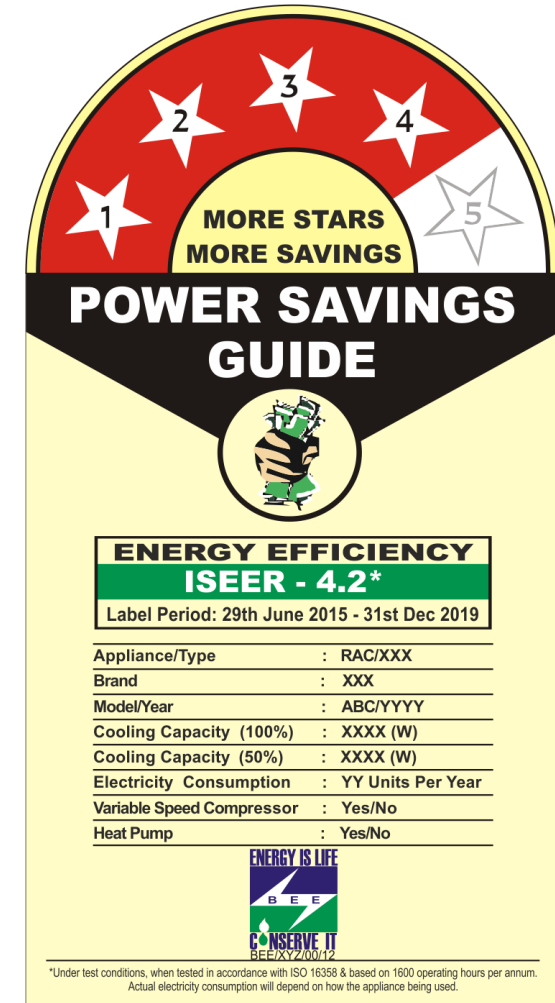 1
2
3
4
5
MORE STARS
MORE SAVINGS
POWER SAVINGS
GUIDE
ENERGY EFFICIENCY
ISEER - 4.2*
Label Period: 29th June 2015 - 31st Dec 2019
Appliance/Type : RAC/XXX
Brand : XXX
Model/Year : ABC/YYYY
Cooling Capacity (100%) : XXXX (W)
Cooling Capacity (50%) : XXXX (W)
Electricity Consumption : YY Units Per Year
Variable Speed Compressor : Yes/No
Heat Pump : Yes/No
ENERGY IS LIFE
BEE
CONSERVE IT
BEE/XYZ/00/12
*Under test conditions, when tested in accordance with ISO 16358 & based on 1600 operating hours per annum.
Actual electricity consumption will depend on how the appliance being used.